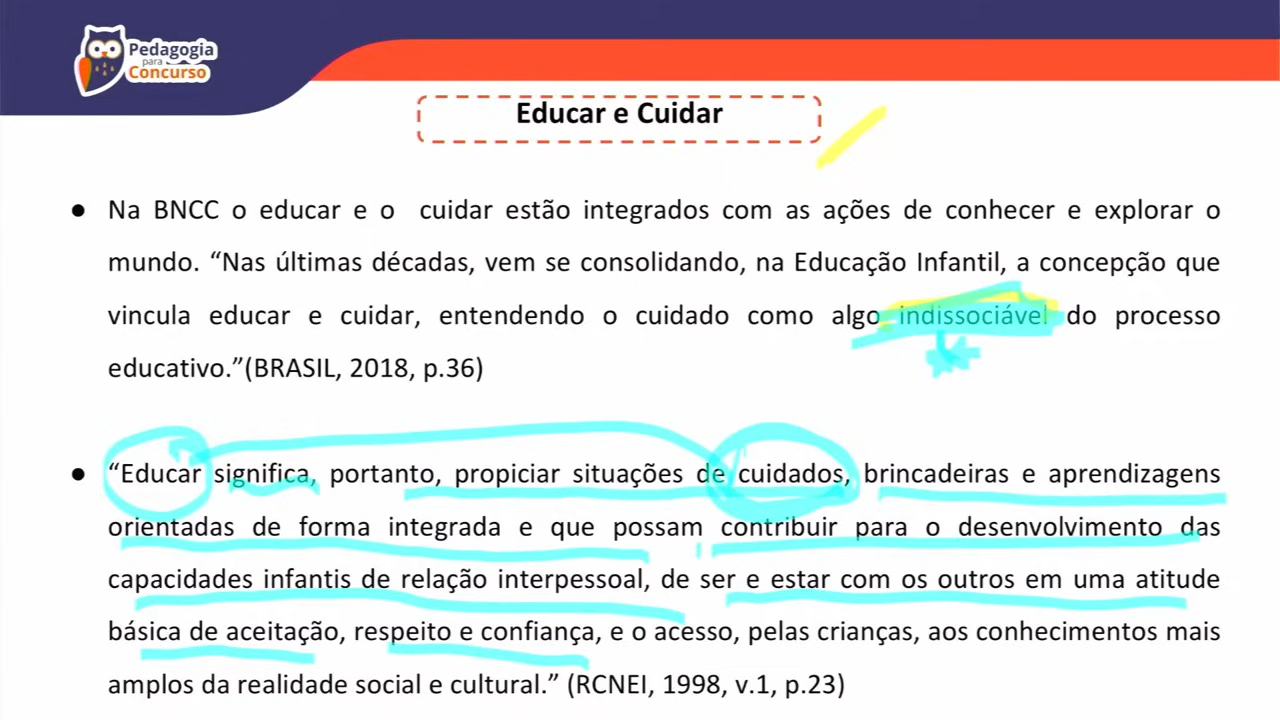 Pedagogia
para
Concurso
Educar e Cuidar
● Na BNCC o educar e o cuidar estão integrados com as ações de conhecer e explorar o
mundo. “Nas últimas décadas, vem se consolidando, na Educação Infantil, a concepção que
vincula educar e cuidar, entendendo o cuidado como algo indissociável do processo
educativo.”(BRASIL, 2018, p.36)
● “Educar significa, portanto, propiciar situações de cuidados, brincadeiras e aprendizagens
orientadas de forma integrada e que possam contribuir para o desenvolvimento das
capacidades infantis de relação interpessoal, de ser e estar com os outros em uma atitude
básica de aceitação, respeito e confiança, e o acesso, pelas crianças, aos conhecimentos mais
amplos da realidade social e cultural.” (RCNEI, 1998, v.1, p.23)